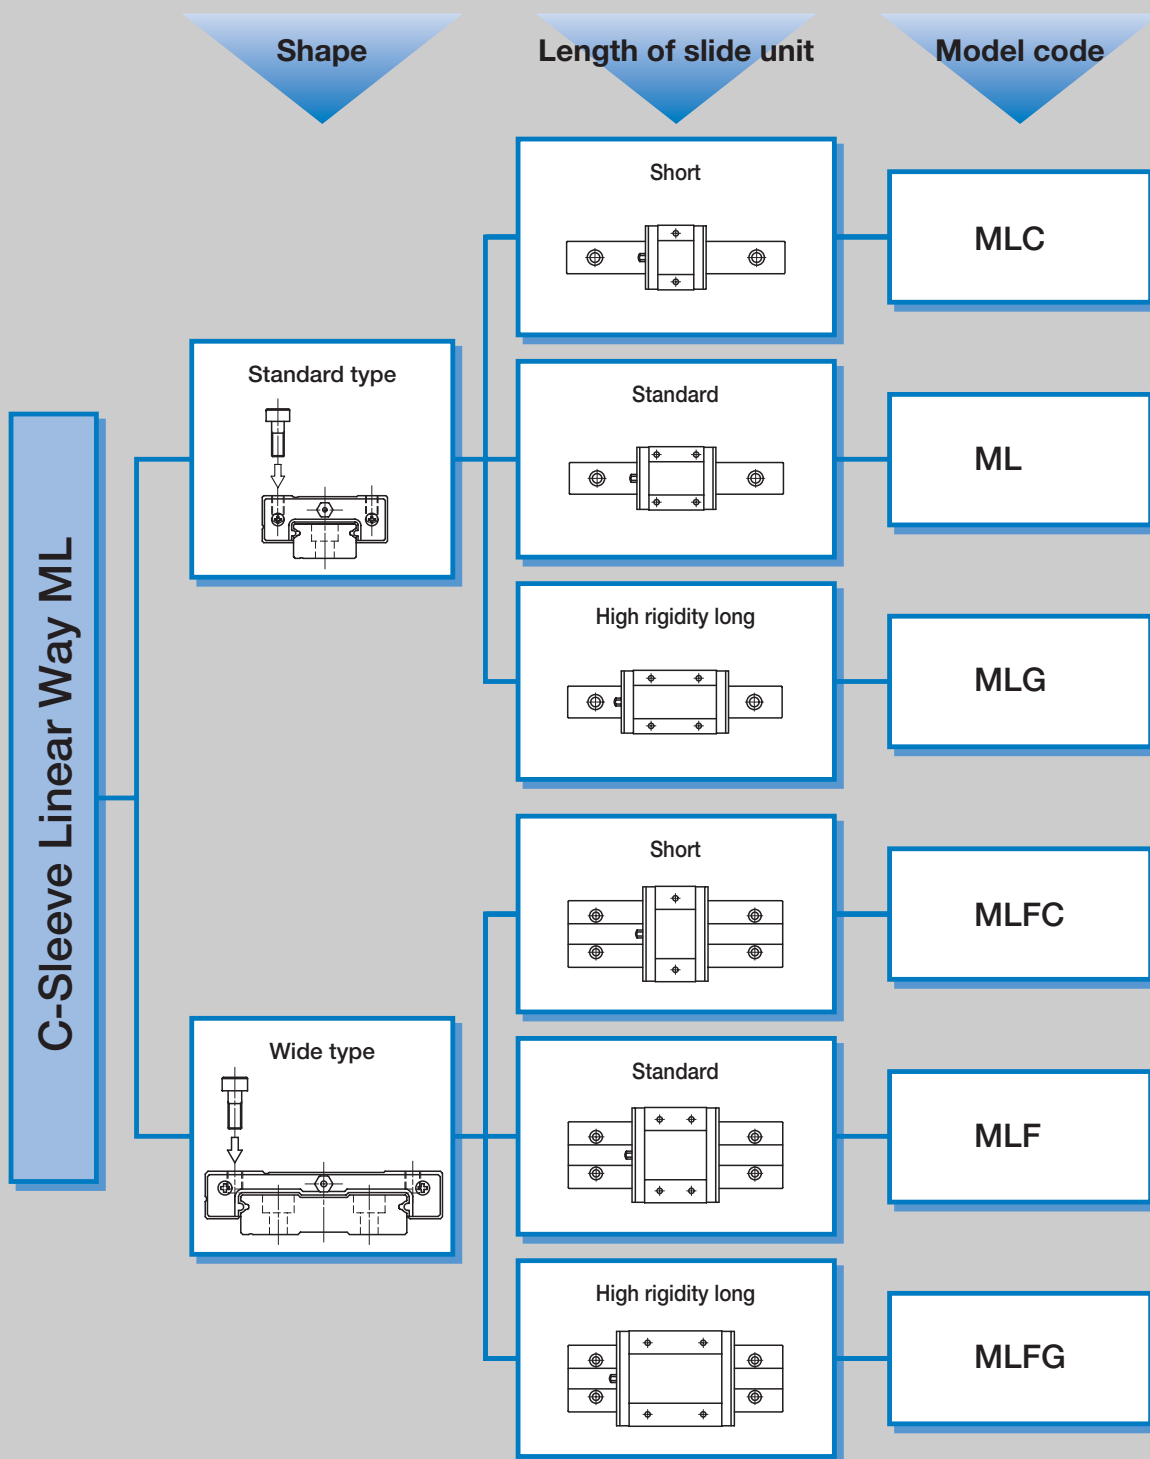 Shape
Length of slide unit
Model code
C-Sleeve Linear Way ML
Standard type
Short
MLC
Standard
ML
High rigidity long
MLG
Wide type
Short
MLFC
Standard
MLF
High rigidity long
MLFG